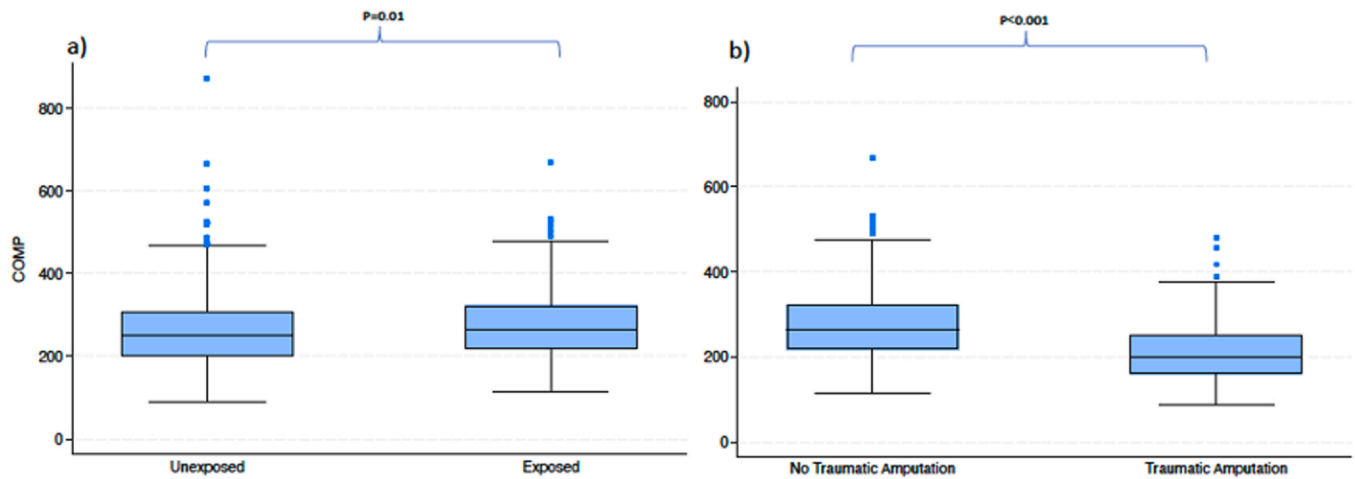 P=0.01
a)
COMP
800
600
400
200
0
Unexposed
Exposed
P<0.001
b)
800
600
400
200
0
No Traumatic Amputation
Traumatic Amputation